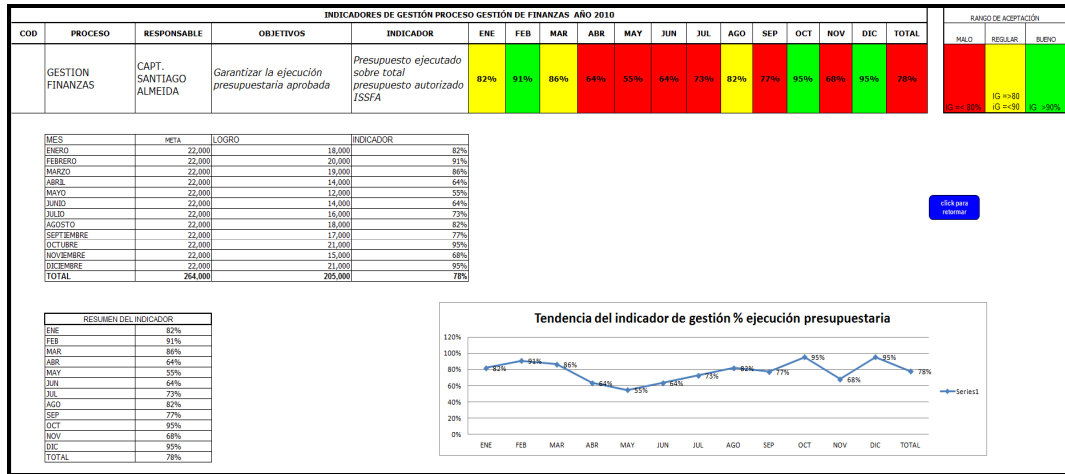 INDICADORES DE GESTIÓN PROCESO GESTIÓN DE FINANZAS AÑO 2010
COD PROCESO RESPONSABLE OBJETIVOS INDICADOR ENE FEB MAR ABR MAY JUN JUL AGO SEP OCT NOV DIC TOTAL
GESTION FINANZAS
CAPT. SANTIAGO ALMEIDA
Garantizar la ejecución presupuestaria aprobada
Presupuesto ejecutado sobre total presupuesto autorizado ISSFA
82% 91% 86% 64% 55% 64% 73% 82% 77% 95% 68% 95% 78%
RANGO DE ACEPTACIÓN
MALO REGULAR BUENO
IG =< 80% IG =>80 iG =<90 IG >90%
MES META LOGRO INDICADOR
ENERO 22,000 18,000 82%
FEBRERO 22,000 20,000 91%
MARZO 22,000 19,000 86%
ABRIL 22,000 14,000 64%
MAYO 22,000 12,000 55%
JUNIO 22,000 14,000 64%
JULIO 22,000 16,000 73%
AGOSTO 22,000 18,000 82%
SEPTIEMBRE 22,000 17,000 77%
OCTUBRE 22,000 21,000 95%
NOVIEMBRE 22,000 15,000 68%
DICIEMBRE 22,000 21,000 95%
TOTAL 264,000 205,000 78%
click para
retornar
RESUMEN DEL INDICADOR
ENE 82%
FEB 91%
MAR 86%
ABR 64%
MAY 55%
JUN 64%
JUL 73%
AGO 82%
SEP 77%
OCT 95%
NOV 68%
DIC 95%
TOTAL 78%
Tendencia del indicador de gestión % ejecución presupuestaria
120%
100%
80%
60%
40%
20%
0%
82% 91% 86% 64% 55% 64% 73% 82% 77% 95% 68% 95% 78%
Series1
ENE FEB MAR ABR MAY JUN JUL AGO SEP OCT NOV DIC TOTAL